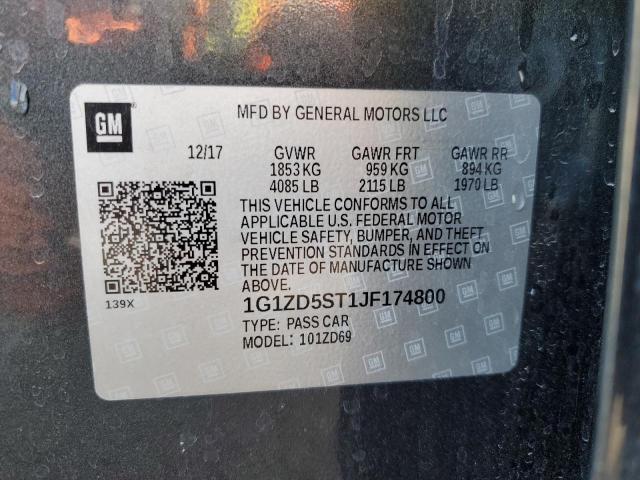 GM
MFD BY GENERAL MOTORS LLC
12/17 GVWR GAWR FRT GAWR RR
1853 KG 959 KG 894 KG
4085 LB 2115 LB 1970 LB
THIS VEHICLE CONFORMS TO ALL
APPLICABLE U.S. FEDERAL MOTOR
VEHICLE SAFETY, BUMPER, AND THEFT
PREVENTION STANDARDS IN EFFECT ON
THE DATE OF MANUFACTURE SHOWN
ABOVE.
139X
1G1ZD5ST1JF174800
TYPE: PASS CAR
MODEL: 101ZD69